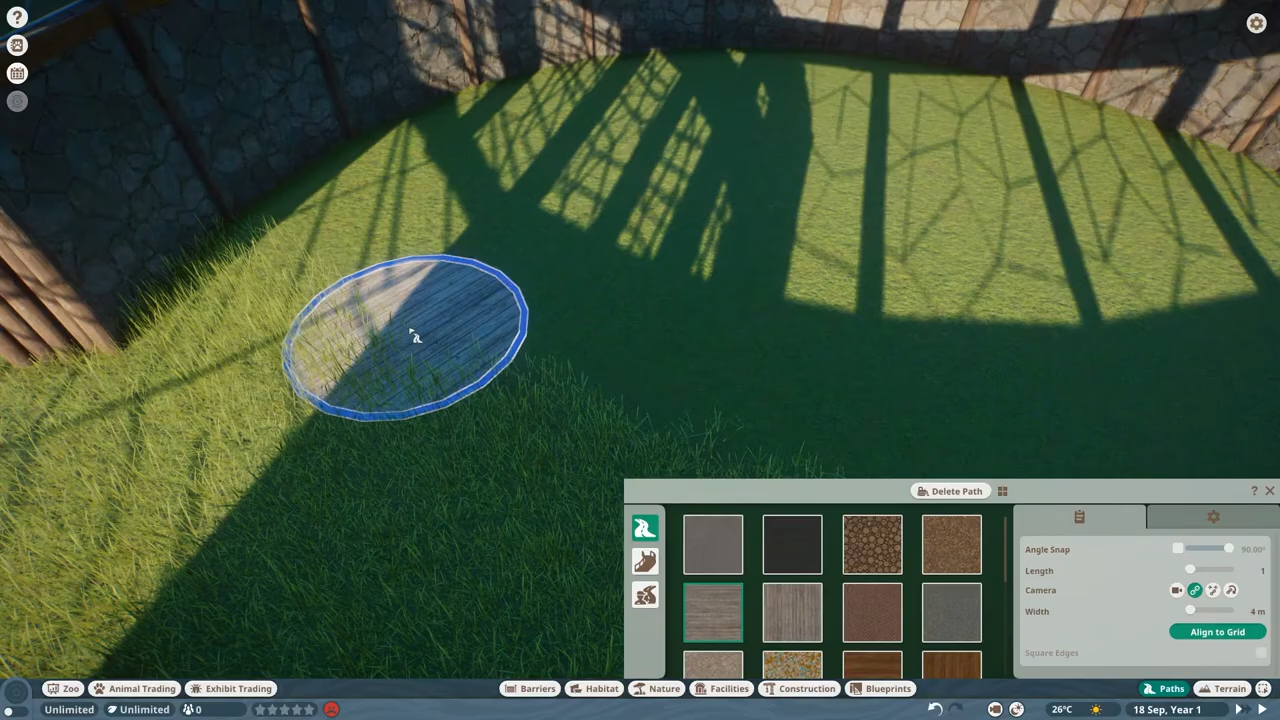 ?
Delete Path
? ×
Angle Snap 90.00°
Length 1
Camera
Width 4 m
Align to Grid
Square Edges
Zoo Animal Trading Exhibit Trading Barriers Habitat Nature Facilities Construction Blueprints Paths Terrain
Unlimited Unlimited 0 26°C 18 Sep, Year 1